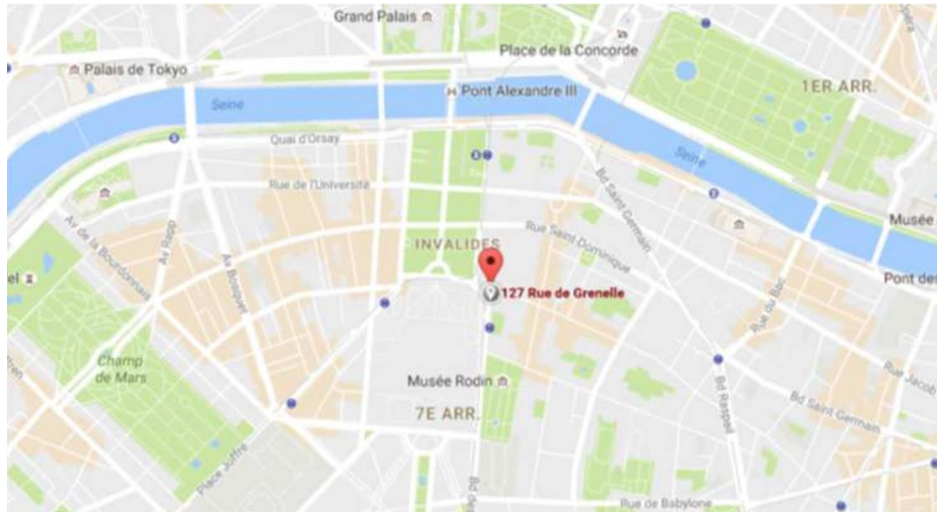 Grand Palais
Place de la Concorde
Palais de Tokyo
1ER ARR.
Pont Alexandre III
Seine
Quai d'Orsay
Seine
Rue de l'Université
Bd Saint Germain
Av de la Bourdonnais
Av Rapp
Av Bosquet
Rue Saint Dominique
Musée
INVALIDES
el
Pont des
127 Rue de Grenelle
Rue du Bac
Champ
de Mars
Musée Rodin
Rue Jacob
7E ARR.
Bd Raspail
Bd Saint-Germain
Place Joffre
Rue de Babylone